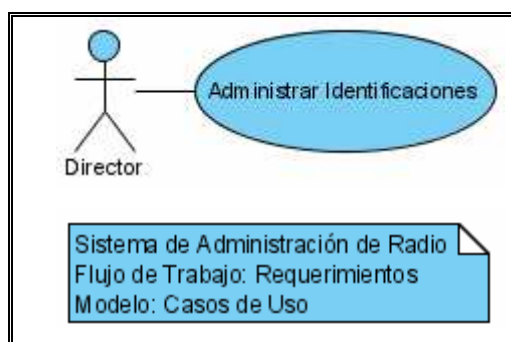 Administrar Identificaciones
Director
Sistema de Administración de Radio
Flujo de Trabajo: Requerimientos
Modelo: Casos de Uso